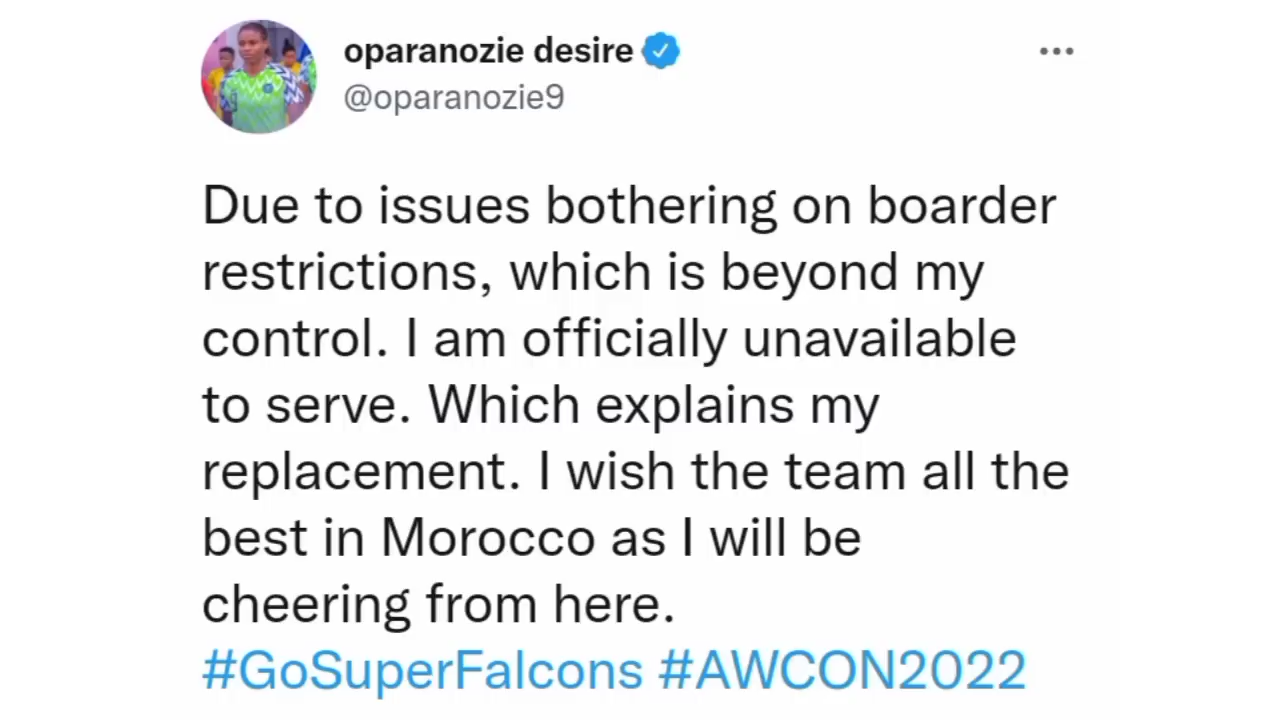 oparanozie desire
@oparanozie9
Due to issues bothering on boarder
restrictions, which is beyond my
control. I am officially unavailable
to serve. Which explains my
replacement. I wish the team all the
best in Morocco as I will be
cheering from here.
#GoSuperFalcons #AWCON2022